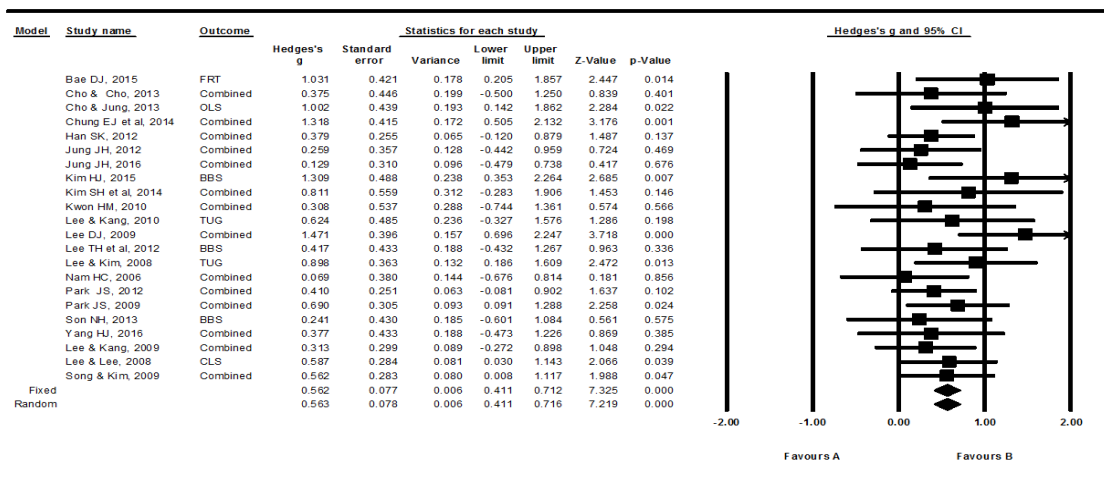 Model Study name Outcome Statistics for each study Hedges's g and 95% CI
Hedges's Standard Lower Upper
g error Variance limit limit Z-Value p-Value
Bae DJ, 2015 FRT 1.031 0.421 0.178 0.205 1.857 2.447 0.014
Cho & Cho, 2013 Combined 0.375 0.446 0.199 -0.500 1.250 0.839 0.401
Cho & Jung, 2013 OLS 1.002 0.439 0.193 0.142 1.862 2.284 0.022
Chung EJ et al, 2014 Combined 1.318 0.415 0.172 0.505 2.132 3.176 0.001
Han SK, 2012 Combined 0.379 0.255 0.065 -0.120 0.879 1.487 0.137
Jung JH, 2012 Combined 0.259 0.357 0.128 -0.442 0.959 0.724 0.469
Jung JH, 2016 Combined 0.129 0.310 0.096 -0.479 0.738 0.417 0.676
Kim HJ, 2015 BBS 1.309 0.488 0.238 0.353 2.264 2.685 0.007
Kim SH et al, 2014 Combined 0.811 0.559 0.312 -0.283 1.906 1.453 0.146
Kwon HM, 2010 Combined 0.308 0.537 0.288 -0.744 1.361 0.574 0.566
Lee & Kang, 2010 TUG 0.624 0.485 0.236 -0.327 1.576 1.286 0.198
Lee DJ, 2009 Combined 1.471 0.396 0.157 0.696 2.247 3.718 0.000
Lee TH et al, 2012 BBS 0.417 0.433 0.188 -0.432 1.267 0.963 0.336
Lee & Kim, 2008 TUG 0.898 0.363 0.132 0.186 1.609 2.472 0.013
Nam HC, 2006 Combined 0.069 0.380 0.144 -0.676 0.814 0.181 0.856
Park JS, 2012 Combined 0.410 0.251 0.063 -0.081 0.902 1.637 0.102
Park JS, 2009 Combined 0.690 0.305 0.093 0.091 1.288 2.258 0.024
Son NH, 2013 BBS 0.241 0.430 0.185 -0.601 1.084 0.561 0.575
Yang HJ, 2016 Combined 0.377 0.433 0.188 -0.473 1.226 0.869 0.385
Lee & Kang, 2009 Combined 0.313 0.299 0.089 -0.272 0.898 1.048 0.294
Lee & Lee, 2008 CLS 0.587 0.284 0.081 0.030 1.143 2.066 0.039
Song & Kim, 2009 Combined 0.562 0.283 0.080 0.008 1.117 1.988 0.047
Fixed 0.562 0.077 0.006 0.411 0.712 7.325 0.000
Random 0.563 0.078 0.006 0.411 0.716 7.219 0.000
-2.00 -1.00 0.00 1.00 2.00
Favours A Favours B